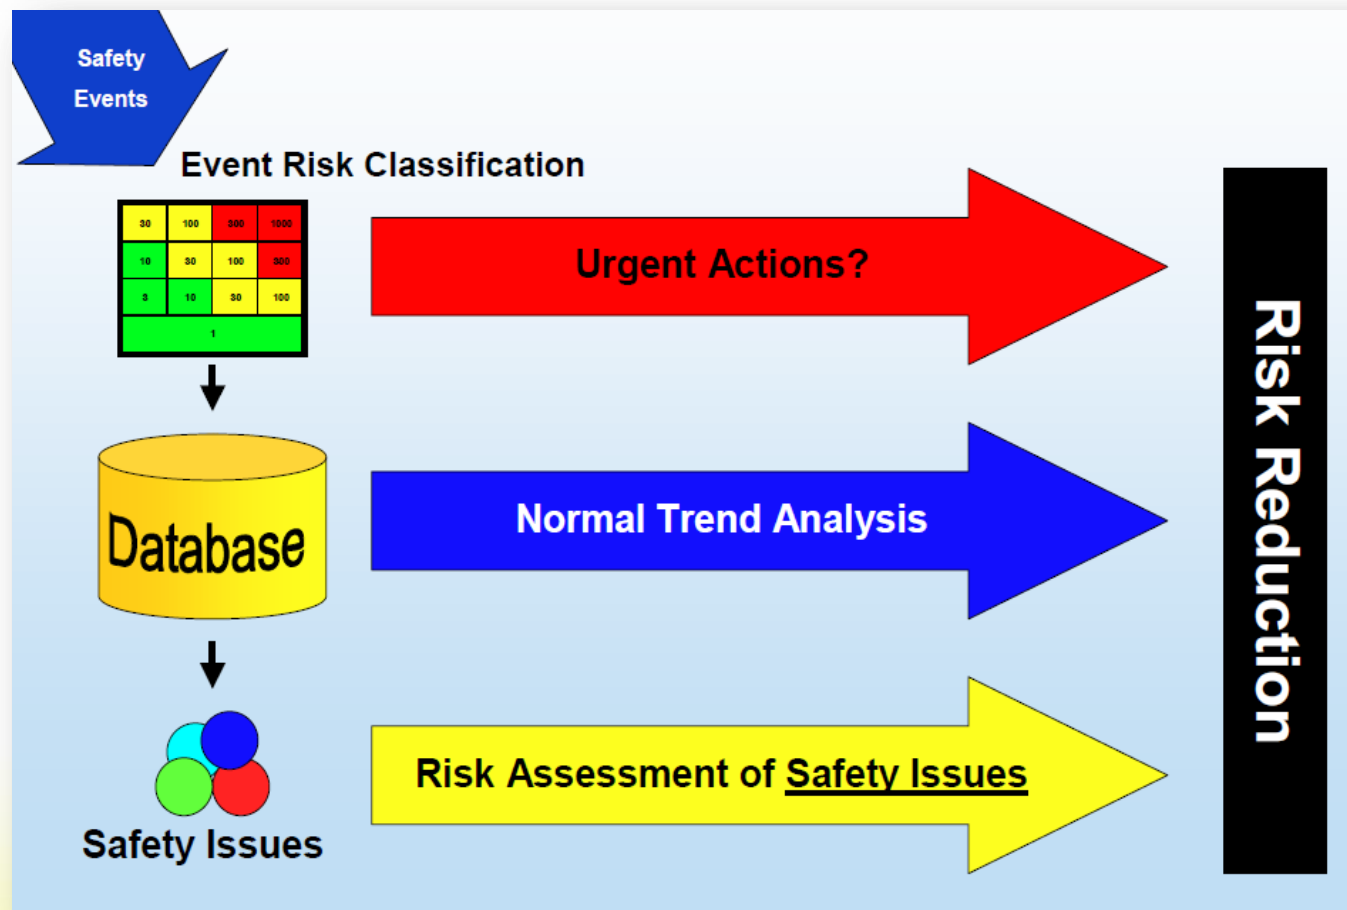 Safety
Events
Event Risk Classification
30 100 300 1000
10 30 100 300
3 10 30 100
1
Urgent Actions?
Database
Normal Trend Analysis
Risk Assessment of Safety Issues
Safety Issues
Risk Reduction